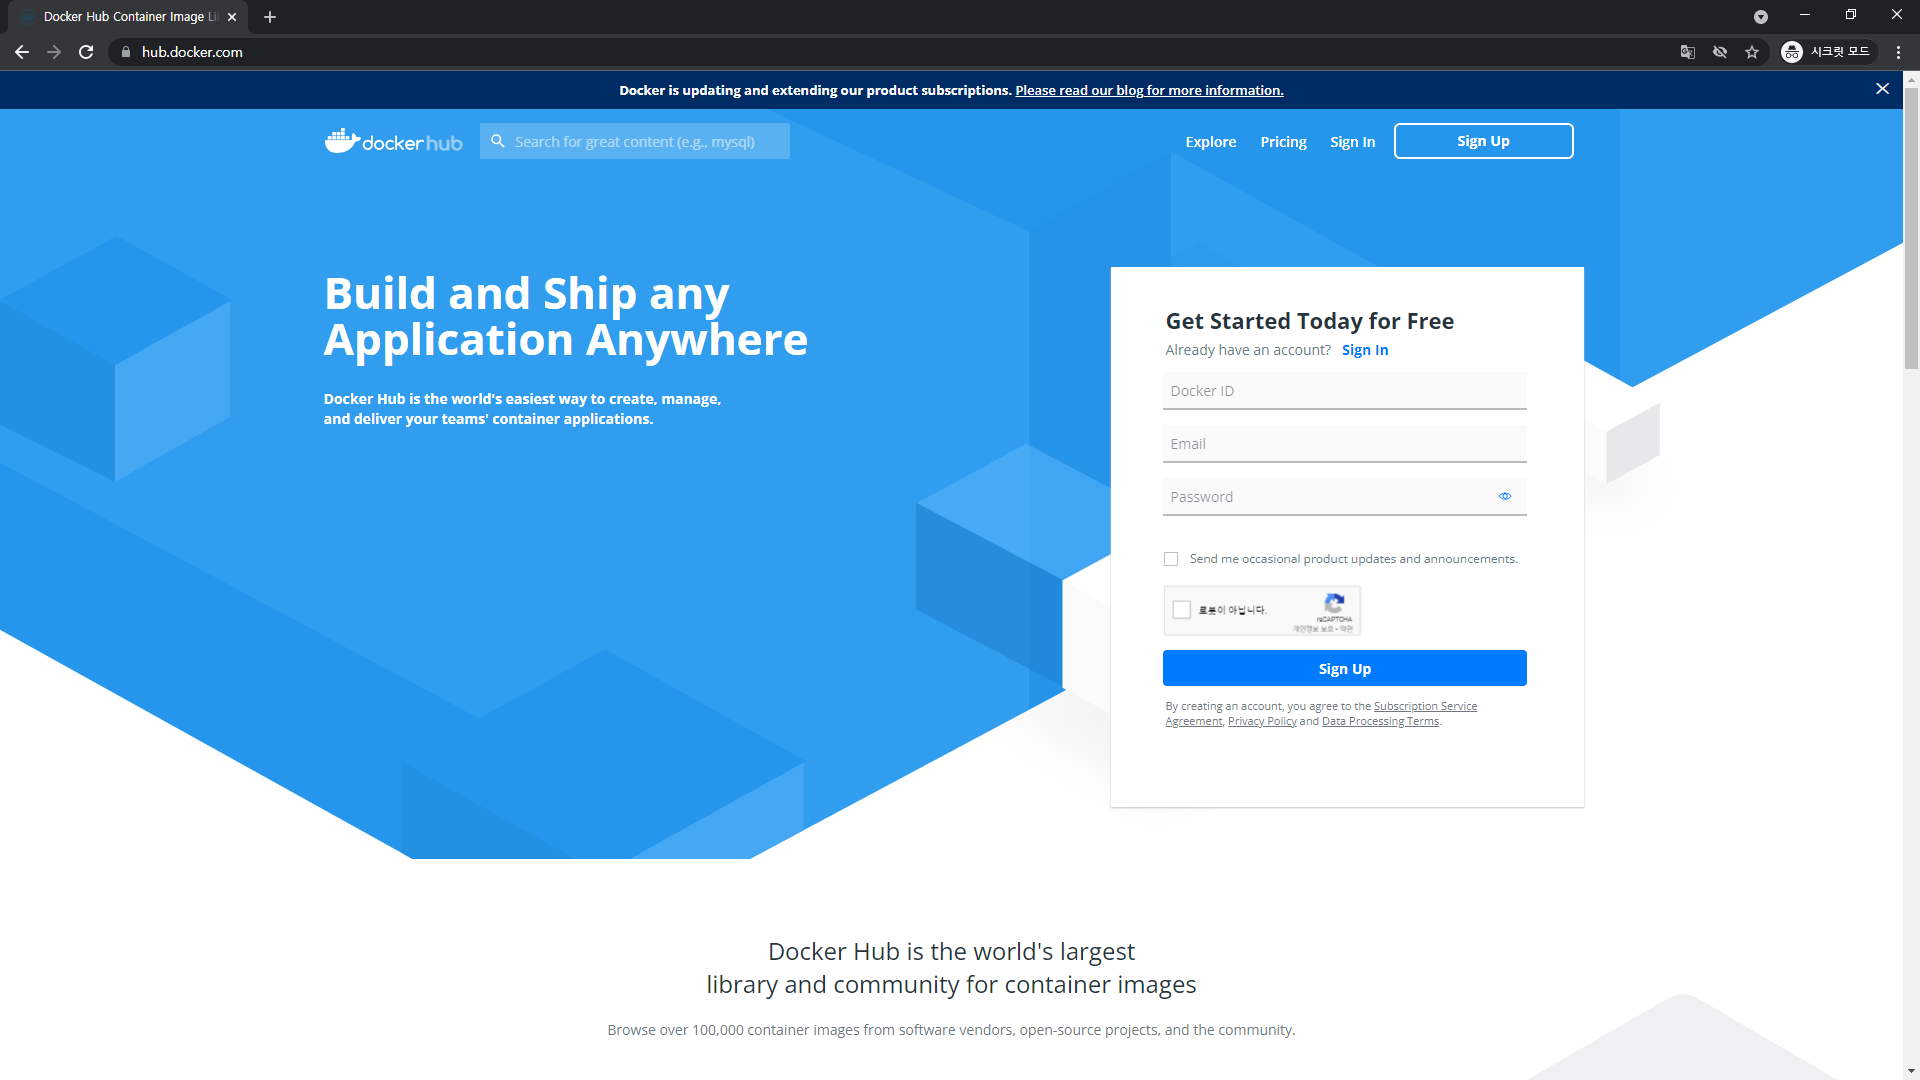 Docker Hub Container Image Li
hub.docker.com
시크릿 모드
Docker is updating and extending our product subscriptions. Please read our blog for more information.
docker hub
Search for great content (e.g., mysql)
Explore
Pricing
Sign In
Sign Up
Build and Ship any
Application Anywhere
Docker Hub is the world's easiest way to create, manage,
and deliver your teams' container applications.
Get Started Today for Free
Already have an account? Sign In
Docker ID
Email
Password
Send me occasional product updates and announcements.
로봇이 아닙니다.
reCAPTCHA
개인정보 보호 - 약관
Sign Up
By creating an account, you agree to the Subscription Service
Agreement, Privacy Policy and Data Processing Terms.
Docker Hub is the world's largest
library and community for container images
Browse over 100,000 container images from software vendors, open-source projects, and the community.